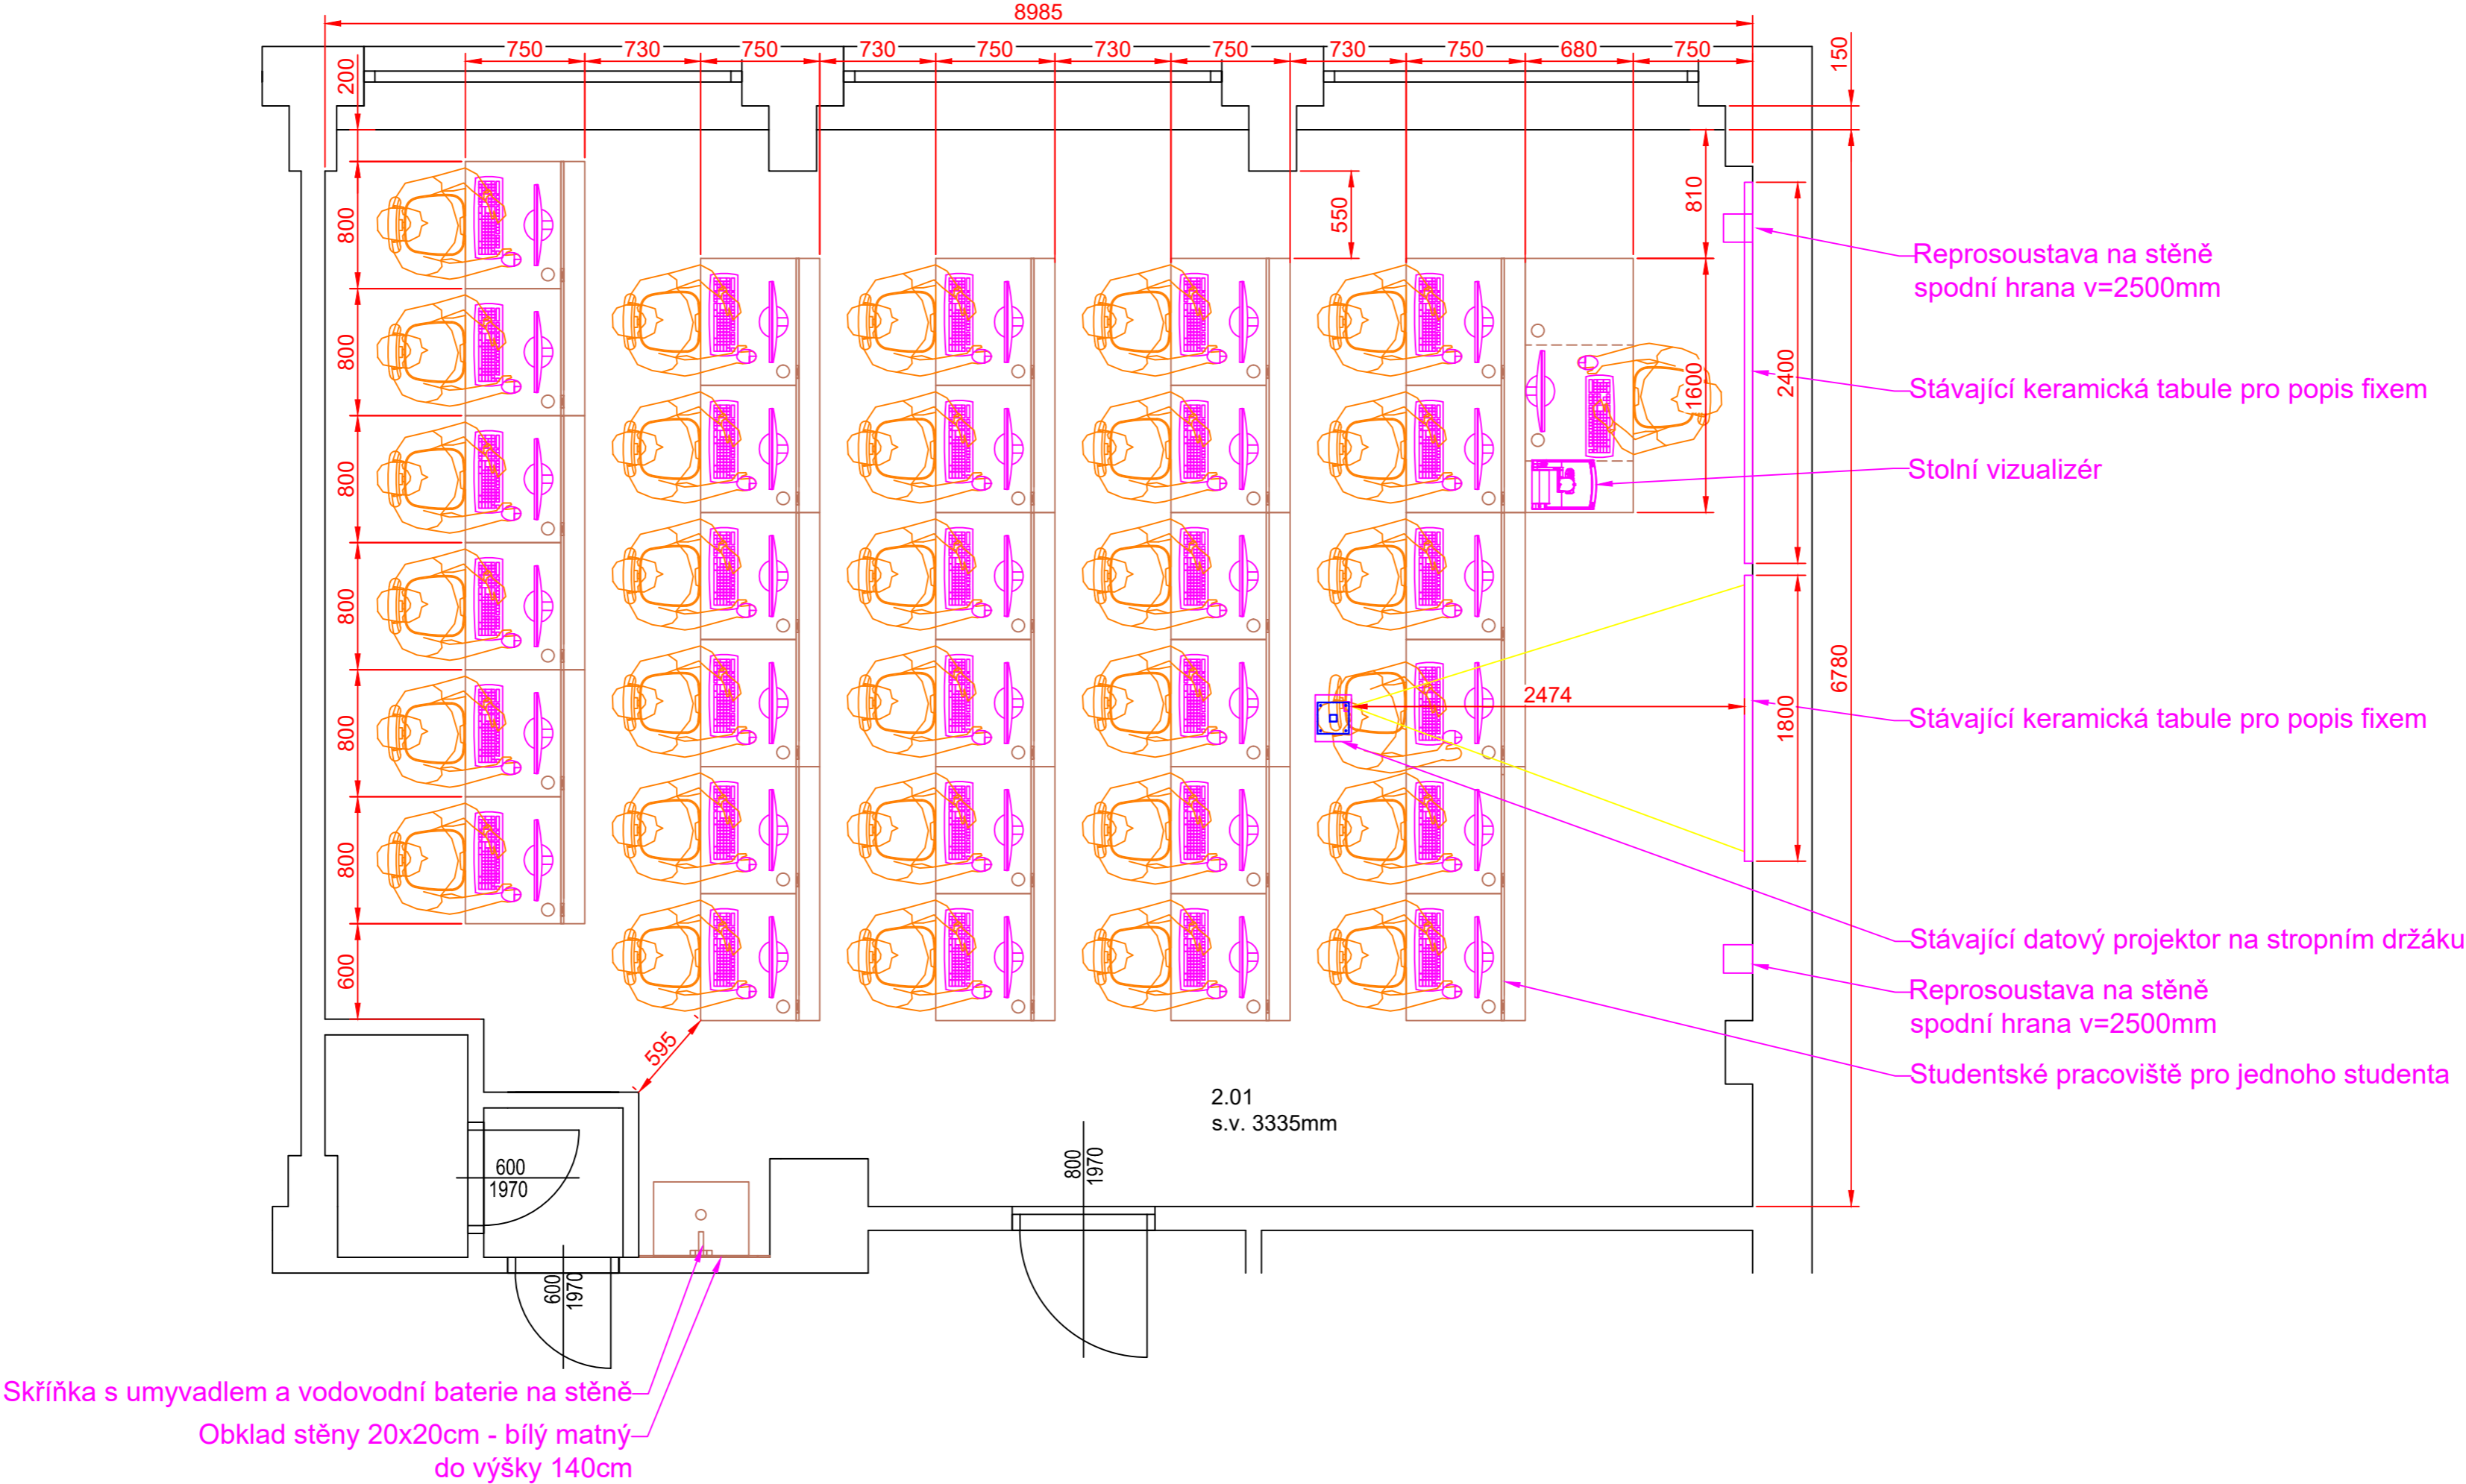 8985
750 730 750 730 750 730 750 730 750 680 750
150
200
810
550
800
800
800
800
800
800
600
1600
2400
1800
6780
2474
595
Reprosoustava na stěně
spodní hrana v=2500mm
Stávající keramická tabule pro popis fixem
Stolní vizualizér
Stávající keramická tabule pro popis fixem
Stávající datový projektor na stropním držáku
Reprosoustava na stěně
spodní hrana v=2500mm
Studentské pracoviště pro jednoho studenta
2.01
s.v. 3335mm
800
1970
600
1970
600
1970
Skříňka s umyvadlem a vodovodní baterie na stěně
Obklad stěny 20x20cm - bílý matný
do výšky 140cm